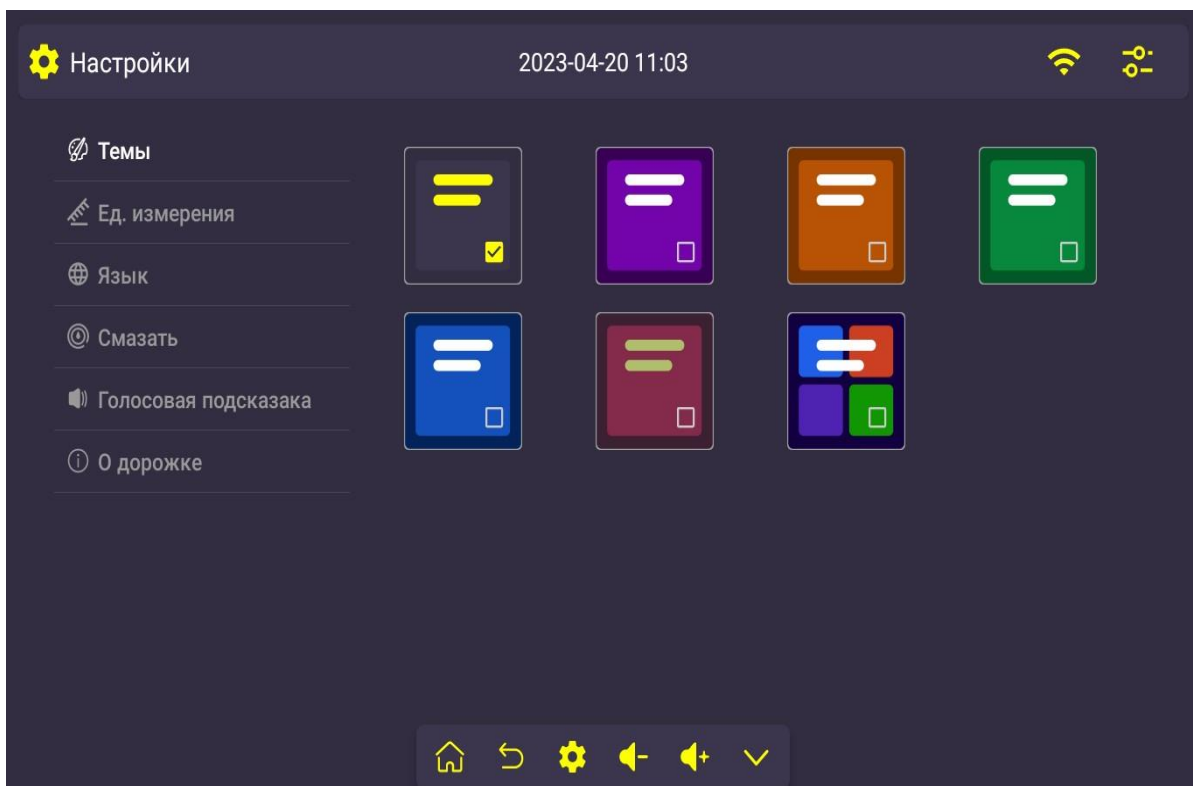 Настройки
2023-04-20 11:03
Темы
Ед. измерения
Язык
Смазать
Голосовая подсказака
О дорожке